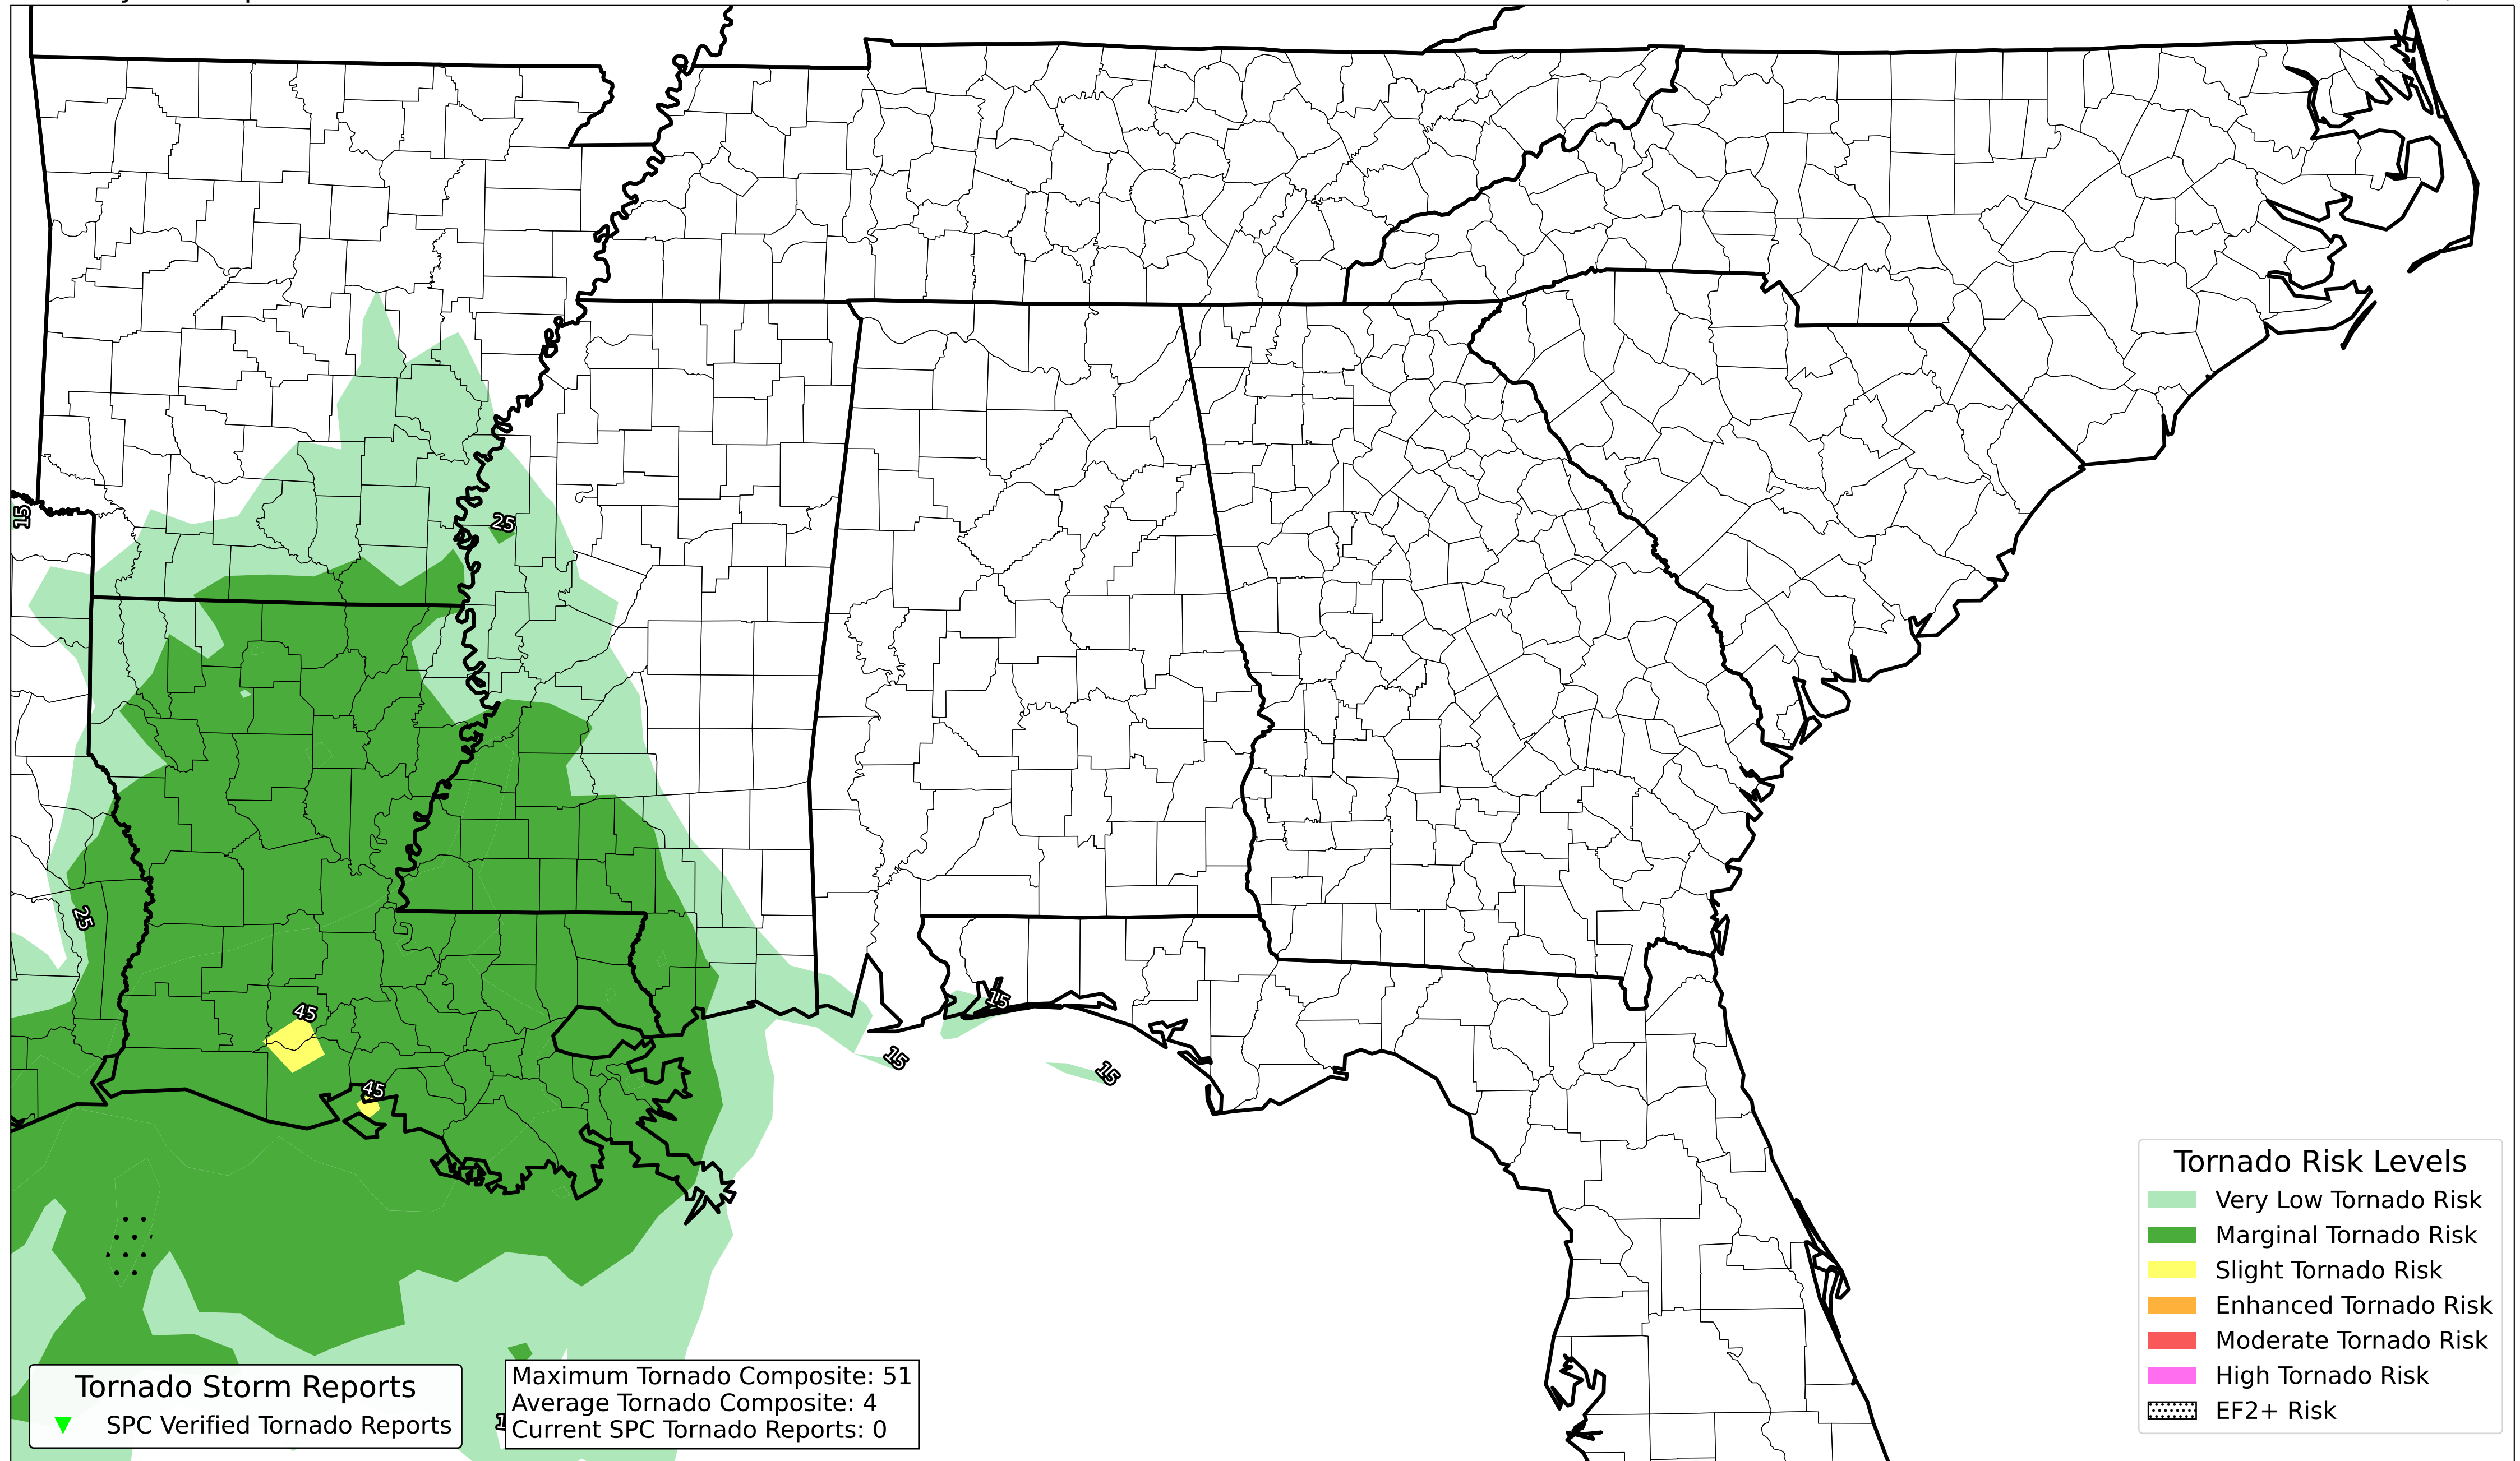 15
25
25
45
15
45
15
15
Tornado Risk Levels
Very Low Tornado Risk
Marginal Tornado Risk
Slight Tornado Risk
Enhanced Tornado Risk
Moderate Tornado Risk
High Tornado Risk
EF2+ Risk
Tornado Storm Reports
SPC Verified Tornado Reports
Maximum Tornado Composite: 51
Average Tornado Composite: 4
Current SPC Tornado Reports: 0